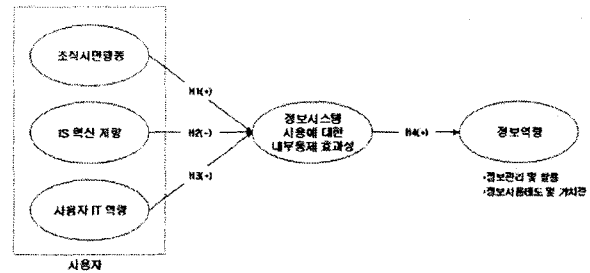 조직시민행동
H1(+)
IS 혁신 저항
H2(-)
정보시스템
사용에 대한
내부통제 효과성
H4(+)
정보역량
H3(+)
사용자 IT 역량
•정보관리 및 활용
•정보사용태도 및 가치관
사용자